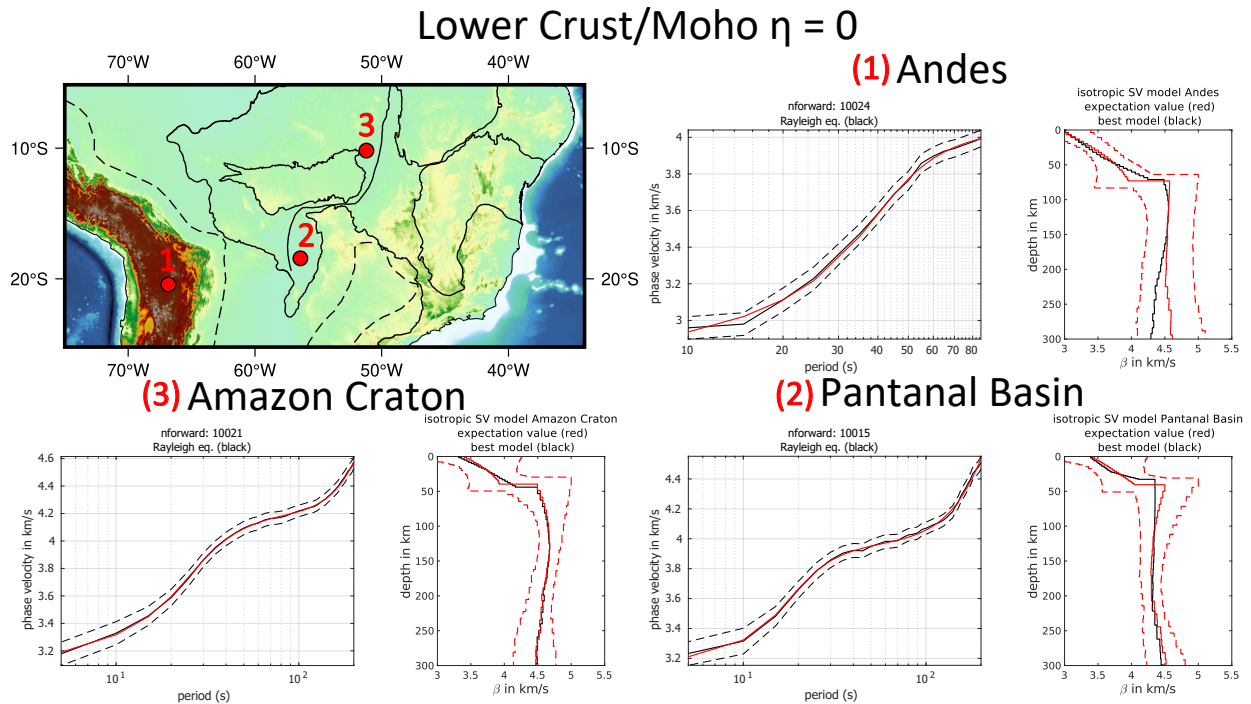 Lower Crust/Moho η = 0
70°W 60°W 50°W 40°W
10°S 10°S
20°S 20°S
70°W 60°W 50°W 40°W
1
2
3
(1) Andes
nforward: 10024
Rayleigh eq. (black)
phase velocity in km/s
4
3.8
3.6
3.4
3.2
3
10 20 30 40 50 60 70 80
period (s)
isotropic SV model Andes
expectation value (red)
best model (black)
depth in km
0
50
100
150
200
250
300
3 3.5 4 4.5 5 5.5
β in km/s
(3) Amazon Craton
nforward: 10021
Rayleigh eq. (black)
phase velocity in km/s
4.6
4.4
4.2
4
3.8
3.6
3.4
3.2
10¹ 10²
period (s)
isotropic SV model Amazon Craton
expectation value (red)
best model (black)
depth in km
0
50
100
150
200
250
300
3 3.5 4 4.5 5 5.5
β in km/s
(2) Pantanal Basin
nforward: 10015
Rayleigh eq. (black)
phase velocity in km/s
4.4
4.2
4
3.8
3.6
3.4
3.2
10¹ 10²
period (s)
isotropic SV model Pantanal Basin
expectation value (red)
best model (black)
depth in km
0
50
100
150
200
250
300
3 3.5 4 4.5 5 5.5
β in km/s